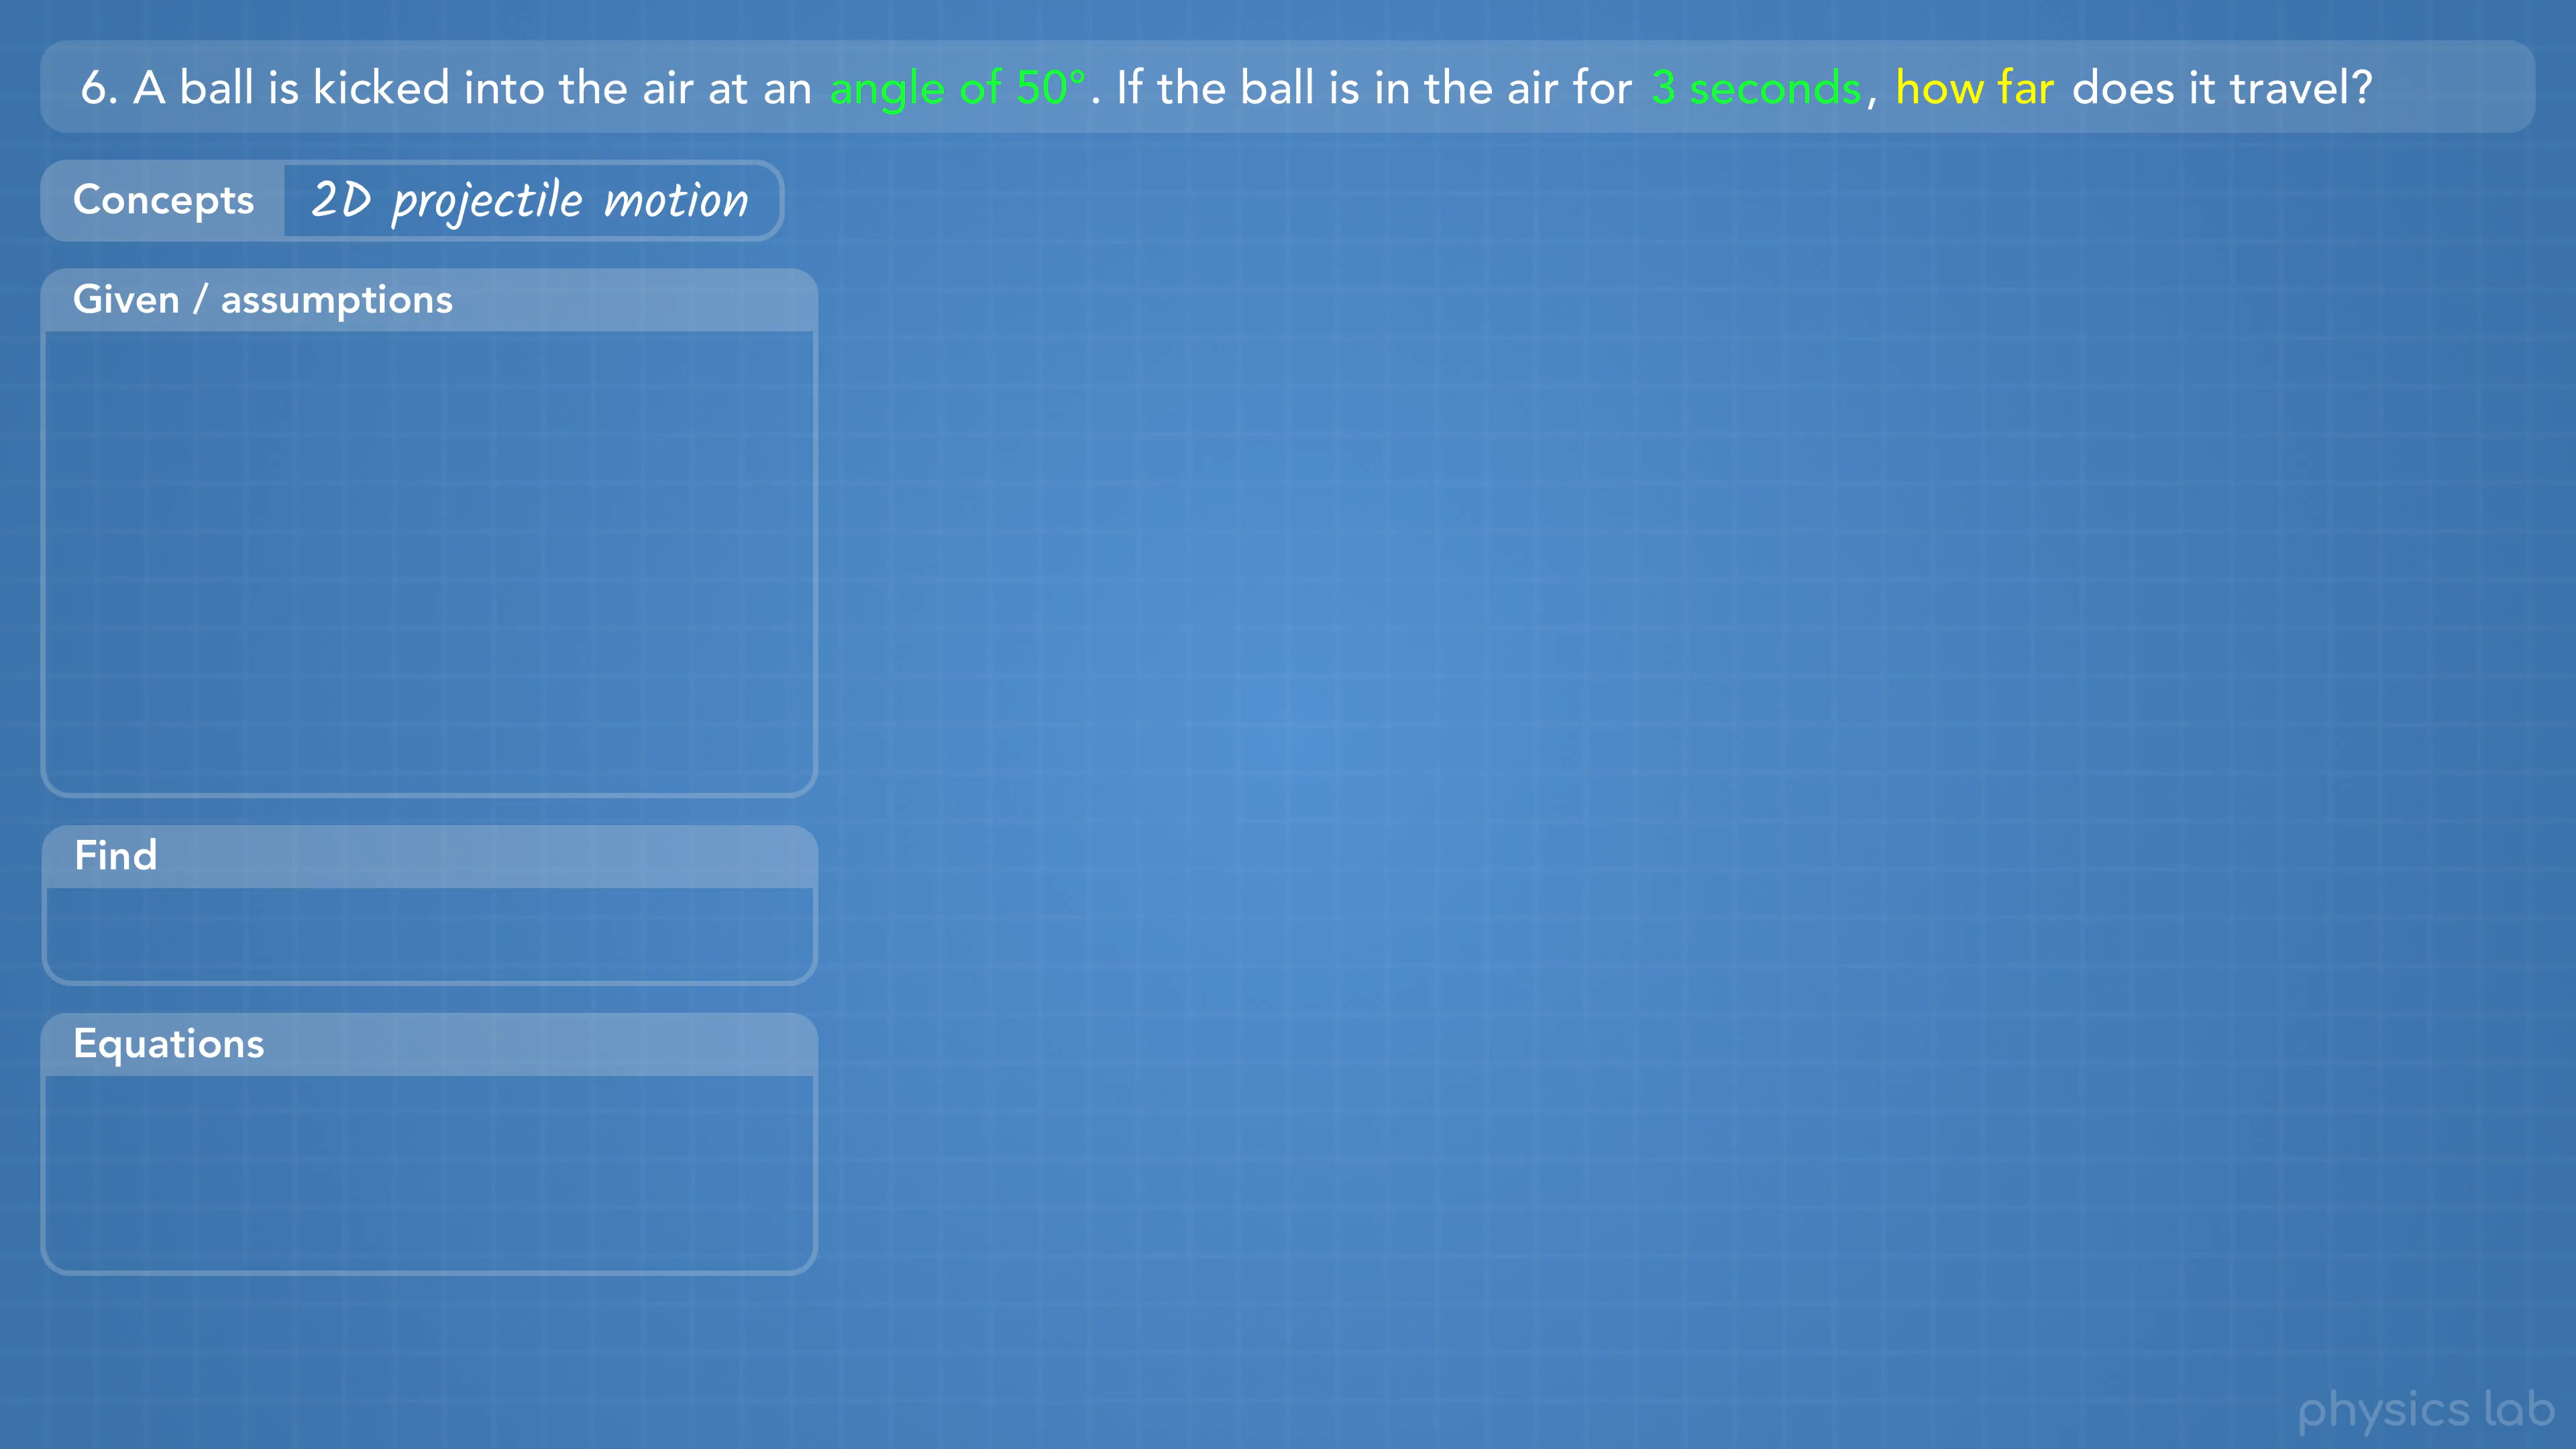 6. A ball is kicked into the air at an angle of 50°. If the ball is in the air for 3 seconds, how far does it travel?
Concepts 2D projectile motion
Given / assumptions
Find
Equations
physics lab